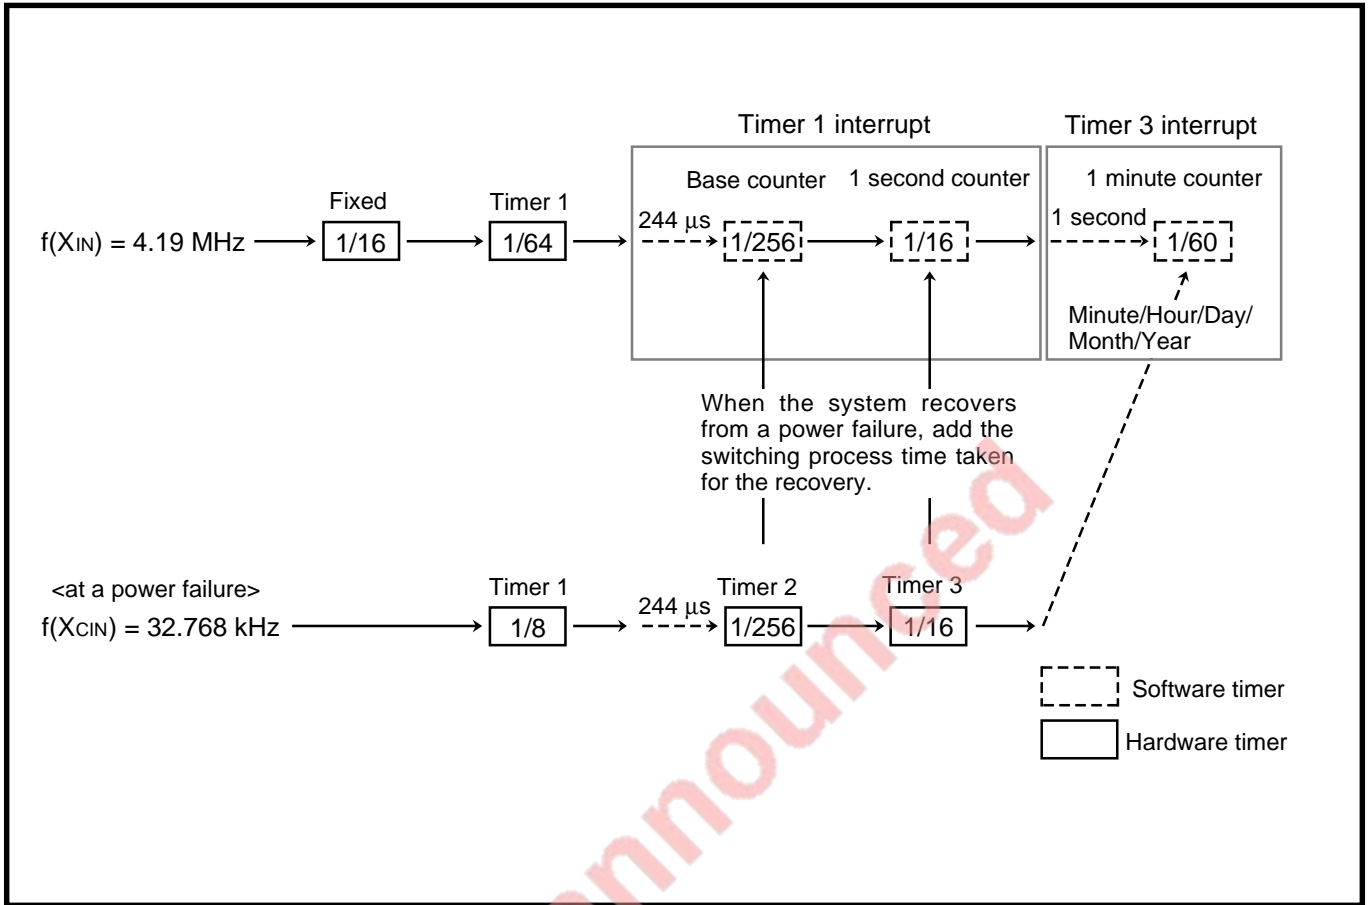 Timer 1 interrupt
Timer 3 interrupt
Base counter
1 second counter
1 minute counter
Fixed
Timer 1
244 μs
1 second
f(XIN) = 4.19 MHz
1/16
1/64
1/256
1/16
1/60
Minute/Hour/Day/
Month/Year
When the system recovers
from a power failure, add the
switching process time taken
for the recovery.
<at a power failure>
Timer 1
244 μs
Timer 2
Timer 3
f(XCIN) = 32.768 kHz
1/8
1/256
1/16
Software timer
Hardware timer
nnounced